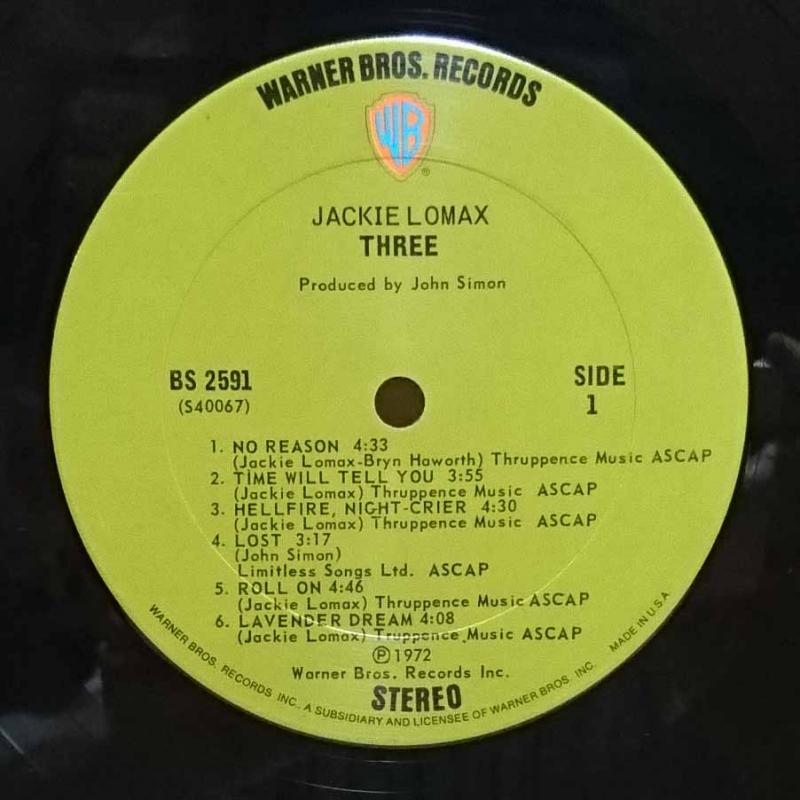 WARNER BROS. RECORDS
WB
®
JACKIE LOMAX
THREE
Produced by John Simon
BS 2591
(S40067)
SIDE
1
1. NO REASON 4:33
(Jackie Lomax-Bryn Haworth) Thruppence Music ASCAP
2. TIME WILL TELL YOU 3:55
(Jackie Lomax) Thruppence Music ASCAP
3. HELLFIRE, NIGHT-CRIER 4:30
(Jackie Lomax) Thruppence Music ASCAP
4. LOST 3:17
(John Simon)
Limitless Songs Ltd. ASCAP
5. ROLL ON 4:46
(Jackie Lomax) Thruppence Music ASCAP
6. LAVENDER DREAM 4:08
(Jackie Lomax) Truppence Music ASCAP
℗ 1972
Warner Bros. Records Inc.
STEREO
WARNER BROS. RECORDS INC., A SUBSIDIARY AND LICENSEE OF WARNER BROS. INC. MADE IN U.S.A